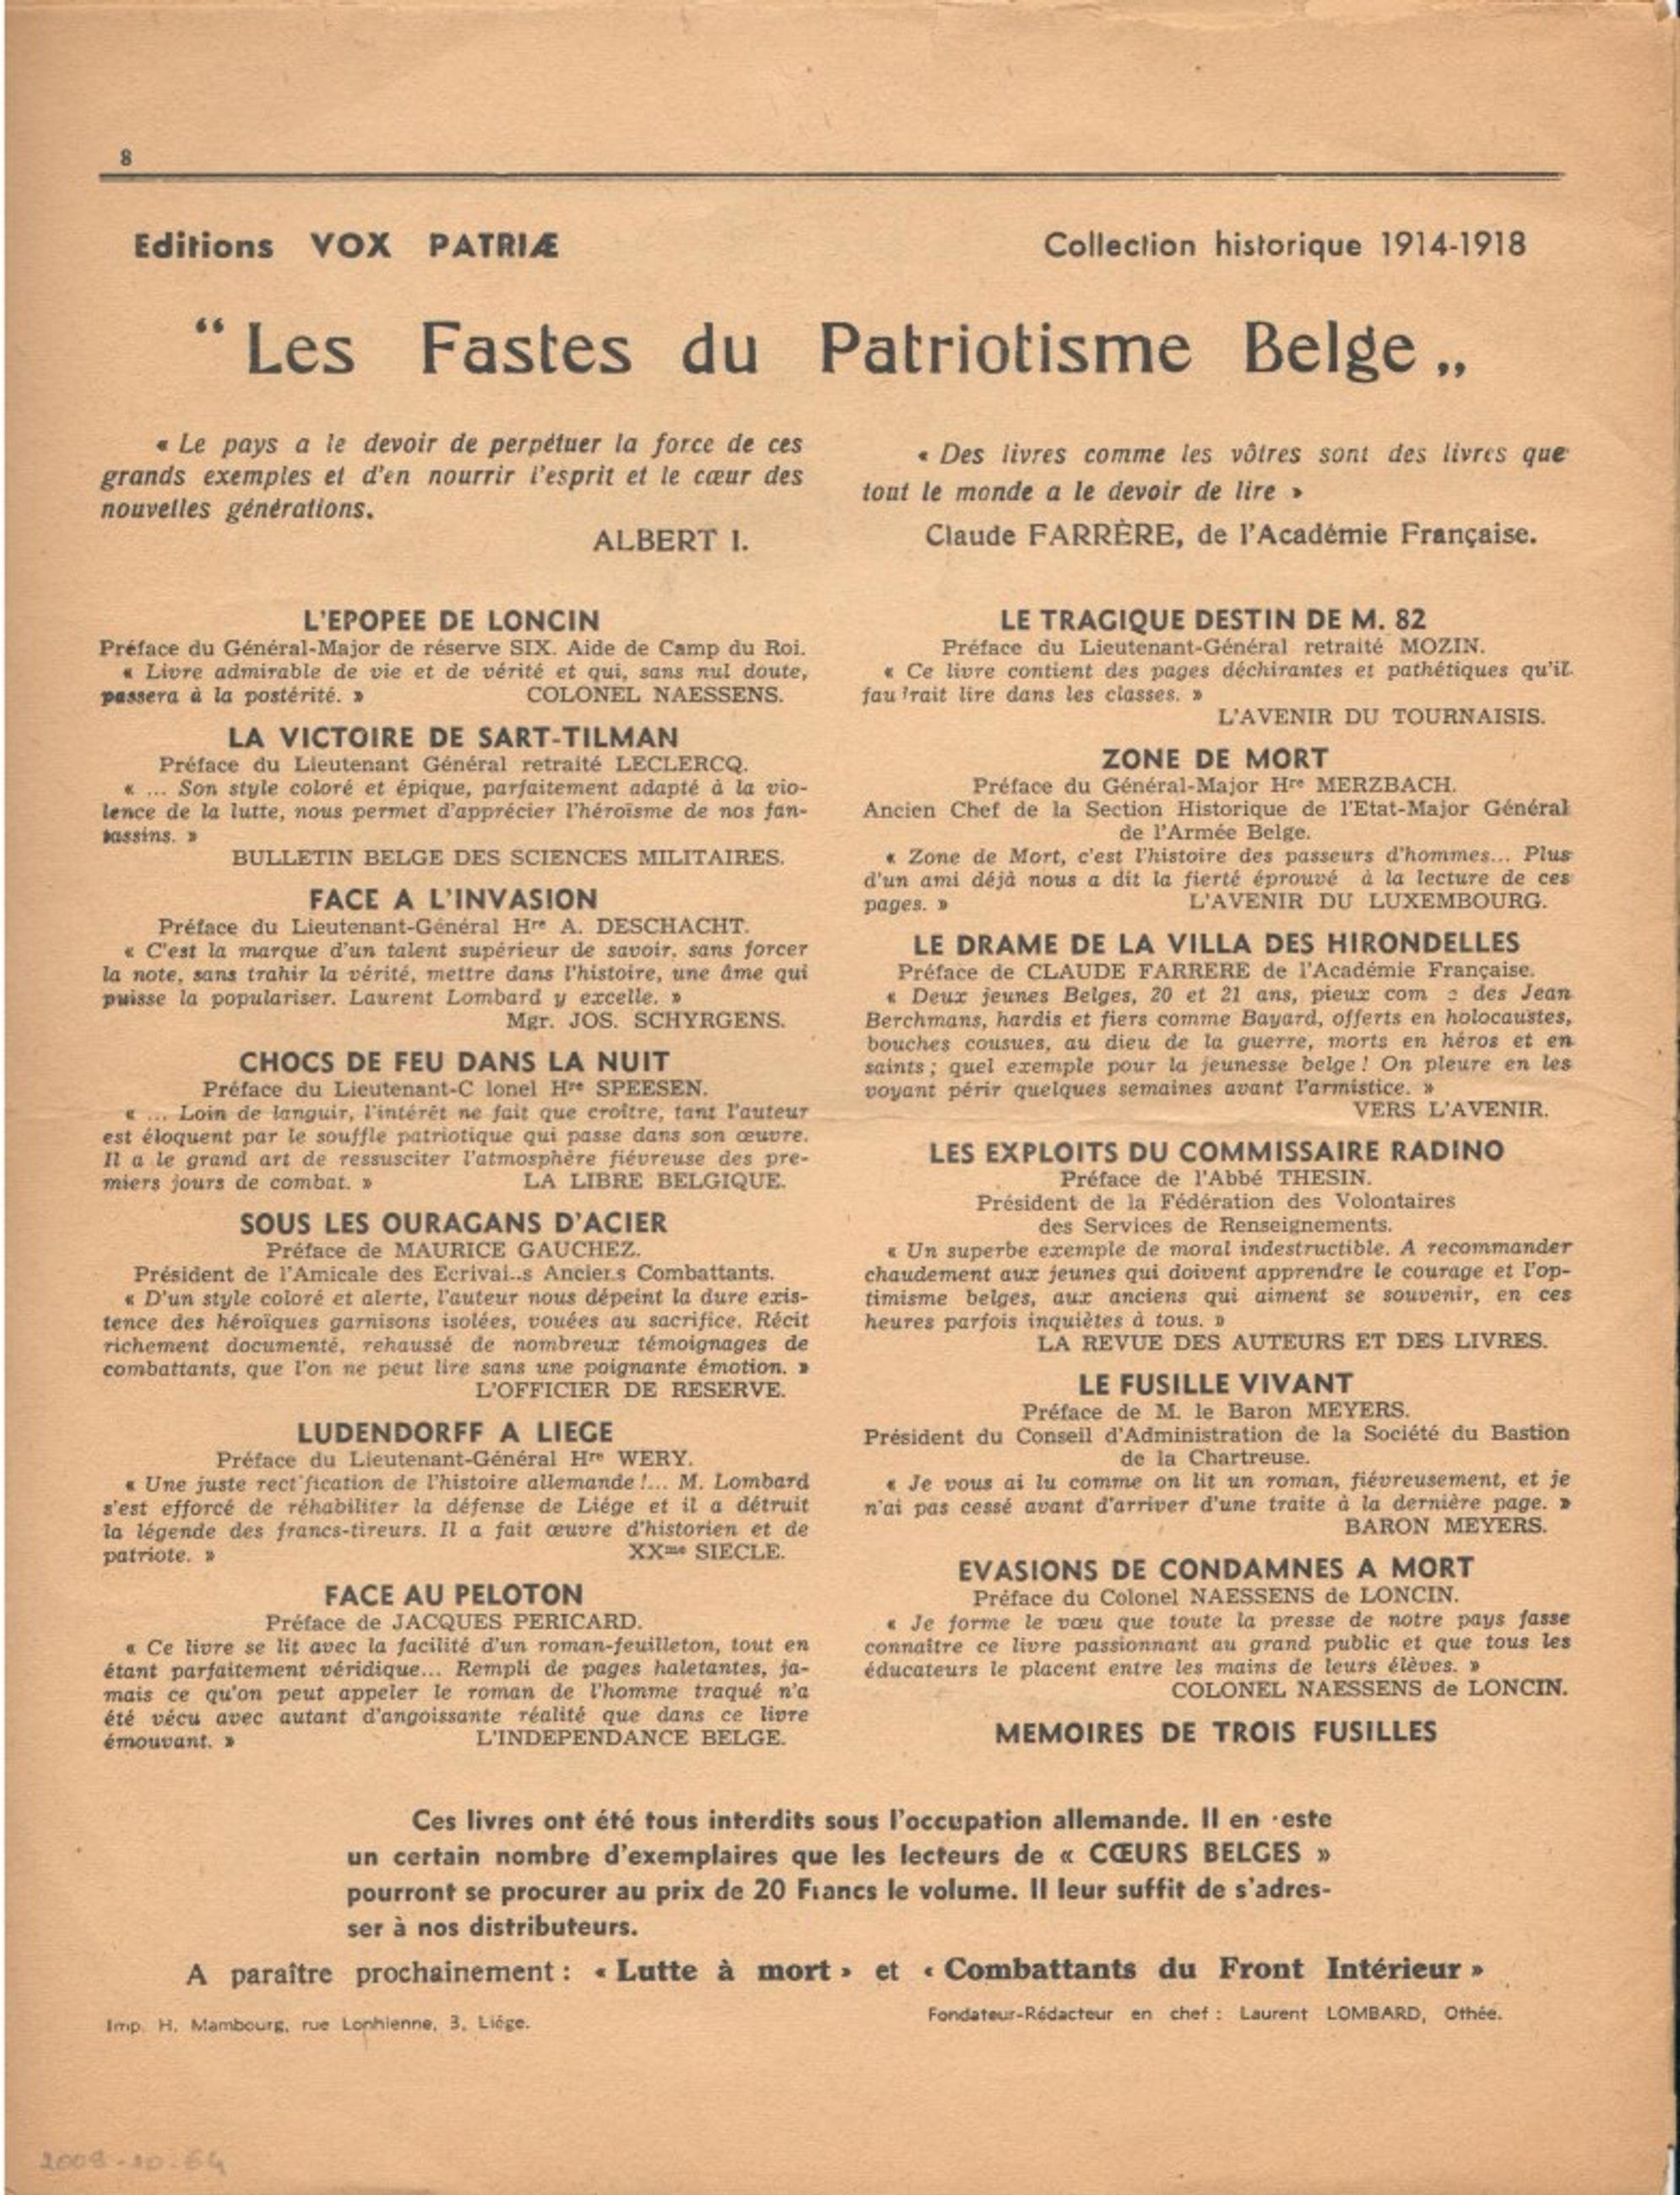 8
Editions VOX PATRIÆ
Collection historique 1914-1918
“ Les Fastes du Patriotisme Belge „
« Le pays a le devoir de perpétuer la force de ces
grands exemples et d'en nourrir l'esprit et le cœur des
nouvelles générations.
ALBERT I.
L'EPOPEE DE LONCIN
Préface du Général-Major de réserve SIX. Aide de Camp du Roi.
« Livre admirable de vie et de vérité et qui, sans nul doute,
passera à la postérité. » COLONEL NAESSENS.
LA VICTOIRE DE SART-TILMAN
Préface du Lieutenant Général retraité LECLERCQ.
« ... Son style coloré et épique, parfaitement adapté à la vio-
lence de la lutte, nous permet d'apprécier l'héroïsme de nos fan-
tassins. »
BULLETIN BELGE DES SCIENCES MILITAIRES.
FACE A L'INVASION
Préface du Lieutenant-Général Hre A. DESCHACHT.
« C'est la marque d'un talent supérieur de savoir, sans forcer
la note, sans trahir la vérité, mettre dans l'histoire, une âme qui
puisse la populariser. Laurent Lombard y excelle. »
Mgr. JOS. SCHYRGENS.
CHOCS DE FEU DANS LA NUIT
Préface du Lieutenant-C lonel Hre SPEESEN.
« ... Loin de languir, l'intérêt ne fait que croître, tant l'auteur
est éloquent par le souffle patriotique qui passe dans son œuvre.
Il a le grand art de ressusciter l'atmosphère fiévreuse des pre-
miers jours de combat. » LA LIBRE BELGIQUE.
SOUS LES OURAGANS D'ACIER
Préface de MAURICE GAUCHEZ.
Président de l'Amicale des Ecrivai..s Anciers Combattants.
« D'un style coloré et alerte, l'auteur nous dépeint la dure exis-
tence des héroïques garnisons isolées, vouées au sacrifice. Récit
richement documenté, rehaussé de nombreux témoignages de
combattants, que l'on ne peut lire sans une poignante émotion. »
L'OFFICIER DE RESERVE.
LUDENDORFF A LIEGE
Préface du Lieutenant-Général Hre WERY.
« Une juste rect fication de l'histoire allemande !... M. Lombard
s'est efforcé de réhabiliter la défense de Liége et il a détruit
la légende des francs-tireurs. Il a fait œuvre d'historien et de
patriote. » XXme SIECLE.
FACE AU PELOTON
Préface de JACQUES PERICARD.
« Ce livre se lit avec la facilité d'un roman-feuilleton, tout en
étant parfaitement véridique... Rempli de pages haletantes, ja-
mais ce qu'on peut appeler le roman de l'homme traqué n'a
été vécu avec autant d'angoissante réalité que dans ce livre
émouvant. » L'INDEPENDANCE BELGE.
« Des livres comme les vôtres sont des livres que
tout le monde a le devoir de lire »
Claude FARRÈRE, de l'Académie Française.
LE TRAGIQUE DESTIN DE M. 82
Préface du Lieutenant-Général retraité MOZIN.
« Ce livre contient des pages déchirantes et pathétiques qu'il
fau!rait lire dans les classes. »
L'AVENIR DU TOURNAISIS.
ZONE DE MORT
Préface du Général-Major Hre MERZBACH.
Ancien Chef de la Section Historique de l'Etat-Major Général
de l'Armée Belge.
« Zone de Mort, c'est l'histoire des passeurs d'hommes... Plus
d'un ami déjà nous a dit la fierté éprouvé à la lecture de ces
pages. » L'AVENIR DU LUXEMBOURG.
LE DRAME DE LA VILLA DES HIRONDELLES
Préface de CLAUDE FARRERE de l'Académie Française.
« Deux jeunes Belges, 20 et 21 ans, pieux com e des Jean
Berchmans, hardis et fiers comme Bayard, offerts en holocaustes,
bouches cousues, au dieu de la guerre, morts en héros et en
saints ; quel exemple pour la jeunesse belge ! On pleure en les
voyant périr quelques semaines avant l'armistice. »
VERS L'AVENIR.
LES EXPLOITS DU COMMISSAIRE RADINO
Préface de l'Abbé THESIN.
Président de la Fédération des Volontaires
des Services de Renseignements.
« Un superbe exemple de moral indestructible. A recommander
chaudement aux jeunes qui doivent apprendre le courage et l'op-
timisme belges, aux anciens qui aiment se souvenir, en ces
heures parfois inquiètes à tous. »
LA REVUE DES AUTEURS ET DES LIVRES.
LE FUSILLE VIVANT
Préface de M. le Baron MEYERS.
Président du Conseil d'Administration de la Société du Bastion
de la Chartreuse.
« Je vous ai lu comme on lit un roman, fiévreusement, et je
n'ai pas cessé avant d'arriver d'une traite à la dernière page. »
BARON MEYERS.
EVASIONS DE CONDAMNES A MORT
Préface du Colonel NAESSENS de LONCIN.
« Je forme le vœu que toute la presse de notre pays fasse
connaître ce livre passionnant au grand public et que tous les
éducateurs le placent entre les mains de leurs élèves. »
COLONEL NAESSENS de LONCIN.
MEMOIRES DE TROIS FUSILLES
Ces livres ont été tous interdits sous l'occupation allemande. Il en reste
un certain nombre d'exemplaires que les lecteurs de « CŒURS BELGES »
pourront se procurer au prix de 20 Francs le volume. Il leur suffit de s'adres-
ser à nos distributeurs.
A paraître prochainement : « Lutte à mort » et « Combattants du Front Intérieur »
Imp. H. Mambourg, rue Lonhienne, 3, Liége.
Fondateur-Rédacteur en chef : Laurent LOMBARD, Othée.
2008-10-64